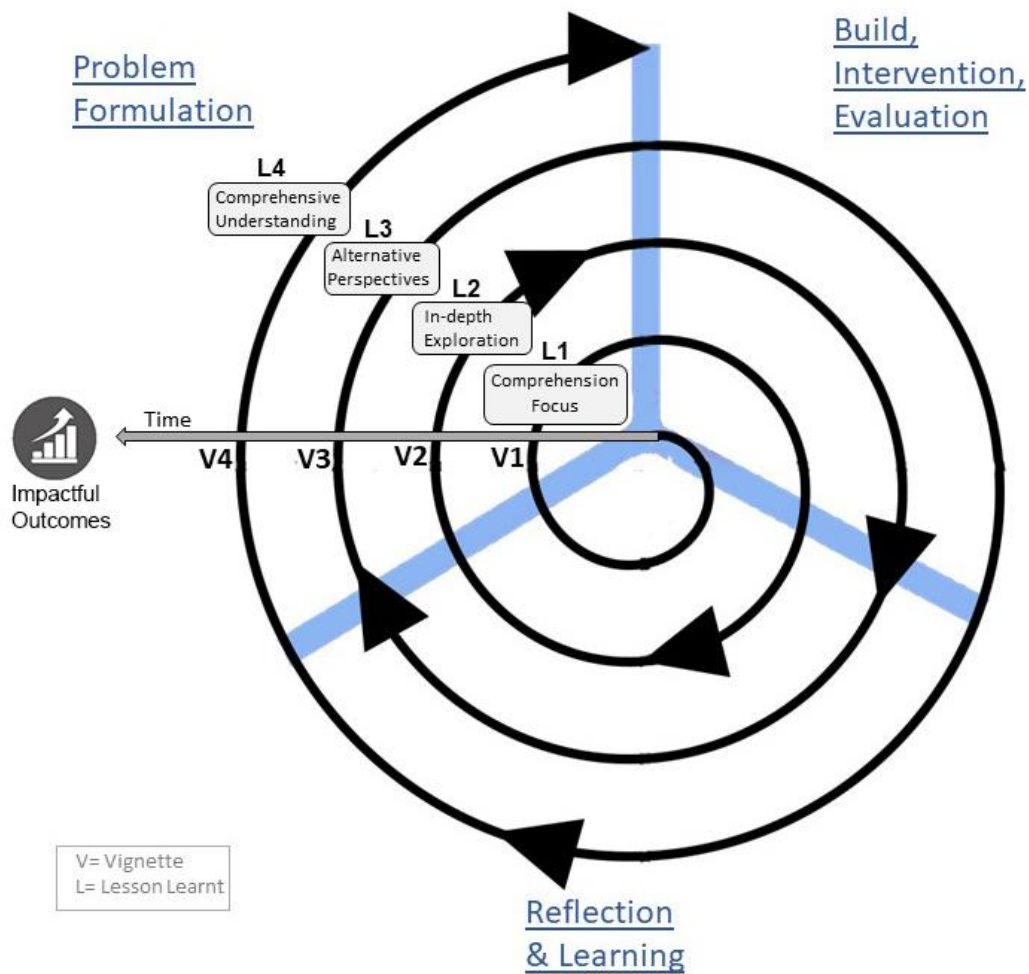 Problem
Formulation
Build,
Intervention,
Evaluation
L4
Comprehensive
Understanding
L3
Alternative
Perspectives
L2
In-depth
Exploration
L1
Comprehension
Focus
Time
V4
V3
V2
V1
Impactful
Outcomes
V= Vignette
L= Lesson Learnt
Reflection
& Learning